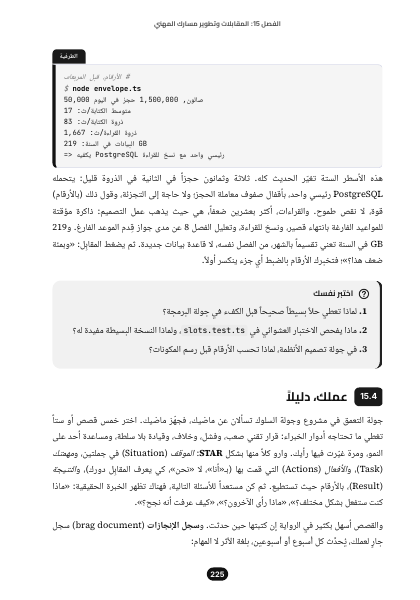 الفصل 15: المقابلات وتطوير مسارك المهني
الطرفية
# الأرقام، قبل المربعات
$ node envelope.ts
50,000 صالون, 1,500,000 حجز في اليوم
متوسط الكتابة/ث: 17
ذروة الكتابة/ث: 83
ذروة القراءة/ث: 1,667
GB البيانات في السنة: 219
=> PostgreSQL رئيسي واحد مع نسخ للقراءة يكفيه
هذه الأسطر الستة تغيّر الحديث كله. ثلاثة وثمانون حجزاً في الثانية في الذروة قليل: يتحمله
PostgreSQL رئيسي واحد، بأقفال صفوف معاملة الحجز؛ ولا حاجة إلى التجزئة، وقول ذلك (بالأرقام)
قوة، لا نقص طموح. والقراءات، أكثر بعشرين ضعفاً، هي حيث يذهب عمل التصميم: ذاكرة مؤقتة
للمواعيد الفارغة بانتهاء قصير، ونسخ للقراءة، وتعليل الفصل 8 عن مدى جواز قِدم الموعد الفارغ. و219
GB في السنة تعني تقسيماً بالشهر، من الفصل نفسه، لا قاعدة بيانات جديدة. ثم يضغط المقابِل: «وبمئة
ضعف هذا؟»؛ فتخبرك الأرقام بالضبط أي جزء ينكسر أولاً.
اختبر نفسك
1. لماذا تعطي حلاً بسيطاً صحيحاً قبل الكفء في جولة البرمجة؟
2. ماذا يفحص الاختبار العشوائي في slots.test.ts، ولماذا النسخة البسيطة مفيدة له؟
3. في جولة تصميم الأنظمة، لماذا تحسب الأرقام قبل رسم المكونات؟
15.4 عملك، دليلاً
جولة التعمق في مشروع وجولة السلوك تسألان عن ماضيك، فجهّز ماضيك. اختر خمس قصص أو ستاً
تغطي ما تحتاجه أدوار الخبراء: قرار تقني صعب، وفشل، وخلاف، وقيادة بلا سلطة، ومساعدة أحد على
النمو، ومرة غيّرت فيها رأيك. وارو كلاً منها بشكل STAR: الموقف (Situation) في جملتين، ومهمتك
(Task)، والأفعال (Actions) التي قمت بها (بـ«أنا»، لا «نحن»، كي يعرف المقابِل دورك)، والنتيجة
(Result)، بالأرقام حيث تستطيع. ثم كن مستعداً للأسئلة التالية، فهناك تظهر الخبرة الحقيقية: «ماذا
كنت ستفعل بشكل مختلف؟»، «ماذا رأى الآخرون؟»، «كيف عرفت أنه نجح؟».
والقصص أسهل بكثير في الرواية إن كتبتها حين حدثت. وسجل الإنجازات (brag document) سجل
جارٍ لعملك، يُحدَّث كل أسبوع أو أسبوعين، بلغة الأثر لا المهام:
225